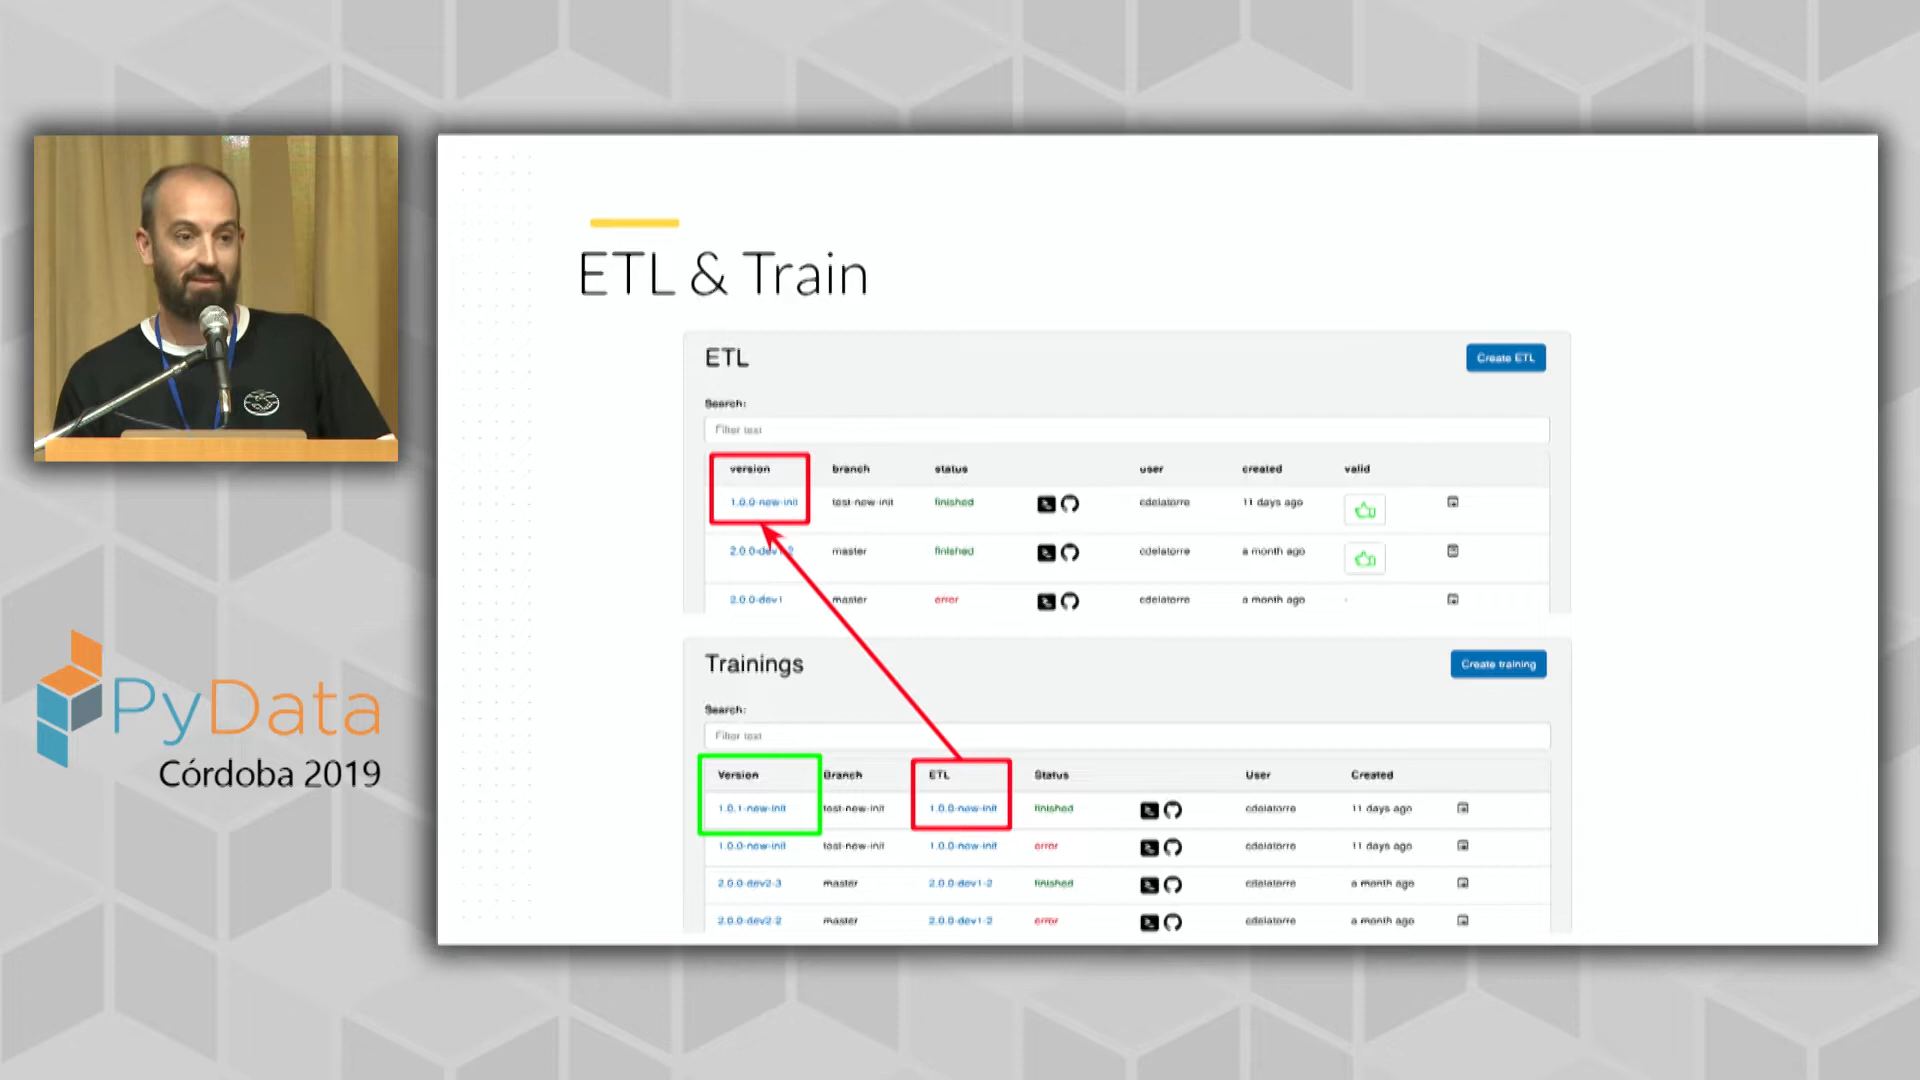 ETL & Train
ETL
Create ETL
Search:
Filter text
version branch status user created valid
1.0.0-new-init test-new-init finished cdelatorre 11 days ago
2.0.0-dev1-2 master finished cdelatorre a month ago
2.0.0-dev1 master error cdelatorre a month ago -
Trainings
Create training
Search:
Filter text
Version Branch ETL Status User Created
1.0.1-new-init test-new-init 1.0.0-new-init finished cdelatorre 11 days ago
1.0.0-new-init test-new-init 1.0.0-new-init error cdelatorre 11 days ago
2.0.0-dev2-3 master 2.0.0-dev1-2 finished cdelatorre a month ago
2.0.0-dev2-2 master 2.0.0-dev1-2 error cdelatorre a month ago
PyData
Córdoba 2019